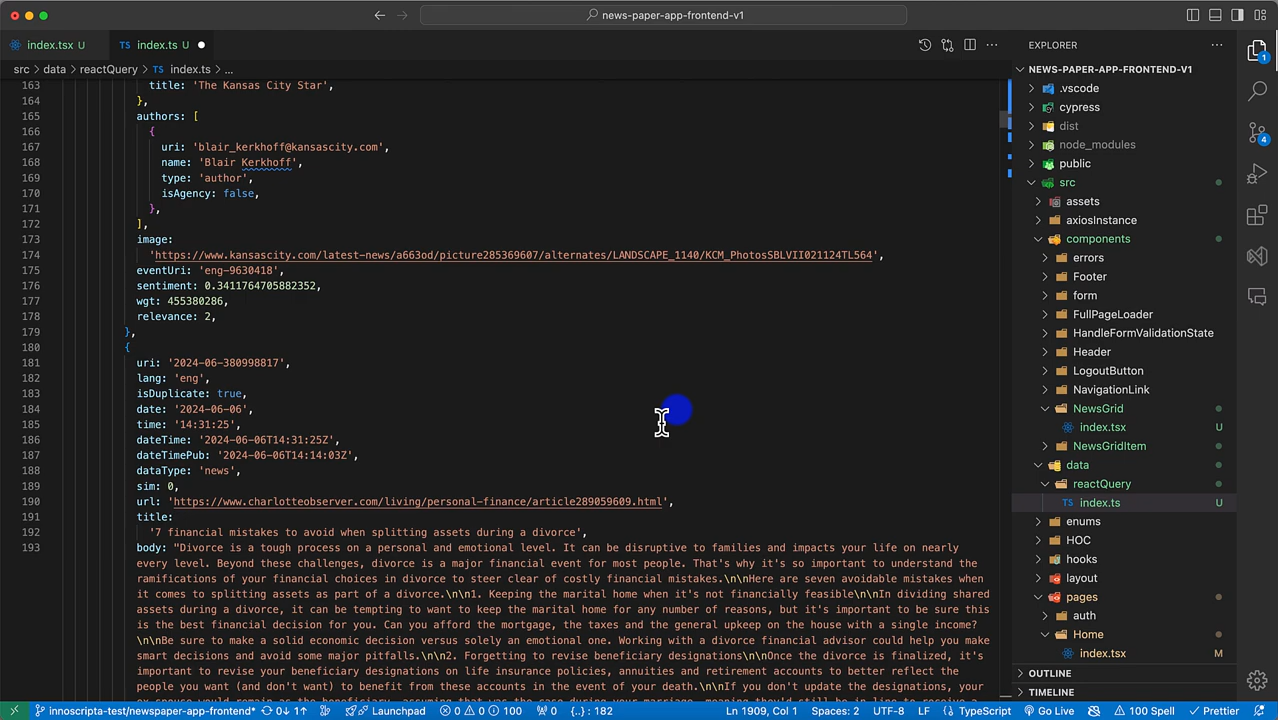 news-paper-app-frontend-v1
index.tsx U
TS index.ts U
EXPLORER
src > data > reactQuery > TS index.ts > ...
NEWS-PAPER-APP-FRONTEND-V1
163 title: 'The Kansas City Star',
164 },
165 authors: [
166 {
167 uri: 'blair_kerkhoff@kansascity.com',
168 name: 'Blair Kerkhoff',
169 type: 'author',
170 isAgency: false,
171 },
172 ],
173 image:
174 'https://www.kansascity.com/latest-news/a663od/picture285369607/alternates/LANDSCAPE_1140/KCM_PhotosSBLVII021124TL564',
175 eventUri: 'eng-9630418',
176 sentiment: 0.3411764705882352,
177 wgt: 455380286,
178 relevance: 2,
179 },
180 {
181 uri: '2024-06-380998817',
182 lang: 'eng',
183 isDuplicate: true,
184 date: '2024-06-06',
185 time: '14:31:25',
186 dateTime: '2024-06-06T14:31:25Z',
187 dateTimePub: '2024-06-06T14:14:03Z',
188 dataType: 'news',
189 sim: 0,
190 url: 'https://www.charlotteobserver.com/living/personal-finance/article289059609.html',
191 title:
192 '7 financial mistakes to avoid when splitting assets during a divorce',
193 body: "Divorce is a tough process on a personal and emotional level. It can be disruptive to families and impacts your life on nearly
every level. Beyond these challenges, divorce is a major financial event for most people. That's why it's so important to understand the
ramifications of your financial choices in divorce to steer clear of costly financial mistakes.\n\nHere are seven avoidable mistakes when
it comes to splitting assets as part of a divorce.\n\n1. Keeping the marital home when it's not financially feasible\n\nIn dividing shared
assets during a divorce, it can be tempting to want to keep the marital home for any number of reasons, but it's important to be sure this
is the best financial decision for you. Can you afford the mortgage, the taxes and the general upkeep on the house with a single income?
\n\nBe sure to make a solid economic decision versus solely an emotional one. Working with a divorce financial advisor could help you make
smart decisions and avoid some major pitfalls.\n\n2. Forgetting to revise beneficiary designations\n\nOnce the divorce is finalized, it's
important to revise your beneficiary designations on life insurance policies, annuities and retirement accounts to better reflect the
people you want (and don't want) to benefit from these accounts in the event of your death.\n\nIf you don't update the designations, your
.vscode
cypress
dist
node_modules
public
src
assets
axiosInstance
components
errors
Footer
form
FullPageLoader
HandleFormValidationState
Header
LogoutButton
NavigationLink
NewsGrid
index.tsx U
NewsGridItem
data
reactQuery
TS index.ts U
enums
HOC
hooks
layout
pages
auth
Home
index.tsx M
OUTLINE
TIMELINE
1
4
innoscripta-test/newspaper-app-frontend* 0↓ 1↑ Launchpad 0 0 100 0 {..}: 182 Ln 1909, Col 1 Spaces: 2 UTF-8 LF {} TypeScript Go Live 100 Spell Prettier